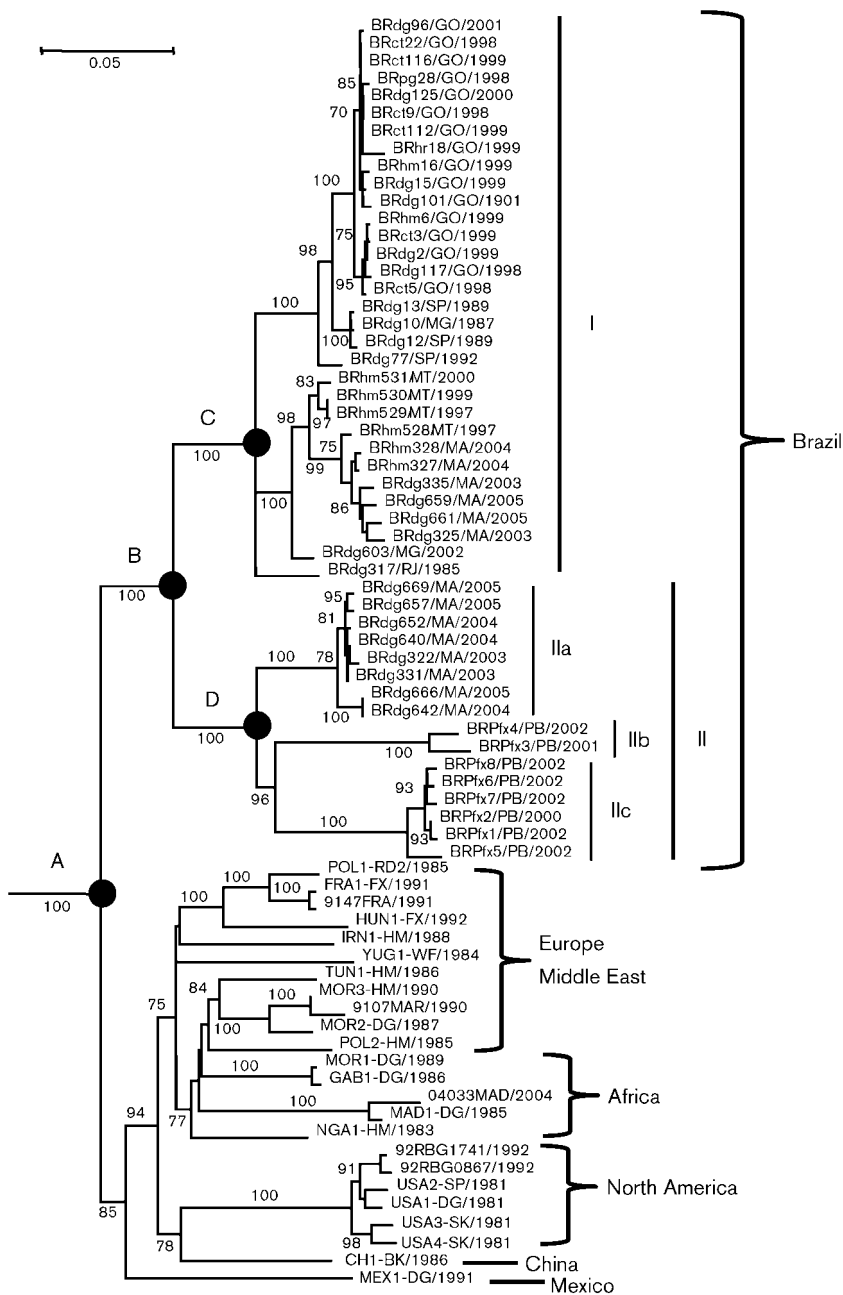 BRdg96/GO/2001
BRct22/GO/1998
0.05
BRct116/GO/1999
BRpg28/GO/1998
85
BRdg125/GO/2000
70
BRct9/GO/1998
BRct112/GO/1999
BRhr18/GO/1999
BRhm16/GO/1999
100
BRdg15/GO/1999
BRdg101/GO/1901
BRhm6/GO/1999
75
BRct3/GO/1999
98
BRdg2/GO/1999
BRdg117/GO/1998
95
BRct5/GO/1998
100
BRdg13/SP/1989
BRdg10/MG/1987
I
100
BRdg12/SP/1989
BRdg77/SP/1992
BRhm531MT/2000
83
BRhm530MT/1999
BRhm529MT/1997
C
98
97
BRhm528MT/1997
Brazil
100
75
BRhm328/MA/2004
99
BRhm327/MA/2004
BRdg335/MA/2003
100
BRdg659/MA/2005
86
BRdg661/MA/2005
BRdg325/MA/2003
B
BRdg603/MG/2002
100
BRdg317/RJ/1985
BRdg669/MA/2005
95
BRdg657/MA/2005
81
BRdg652/MA/2004
BRdg640/MA/2004
IIa
100
78
BRdg322/MA/2003
BRdg331/MA/2003
D
BRdg666/MA/2005
100
BRdg642/MA/2004
100
BRPfx4/PB/2002
IIb
II
100
BRPfx3/PB/2001
BRPfx8/PB/2002
93
BRPfx6/PB/2002
96
BRPfx7/PB/2002
IIc
100
BRPfx2/PB/2000
93
BRPfx1/PB/2002
BRPfx5/PB/2002
A
POL1-RD2/1985
100
100
100
FRA1-FX/1991
100
9147FRA/1991
HUN1-FX/1992
IRN1-HM/1988
Europe
YUG1-WF/1984
Middle East
TUN1-HM/1986
84
MOR3-HM/1990
75
100
9107MAR/1990
100
MOR2-DG/1987
POL2-HM/1985
MOR1-DG/1989
100
GAB1-DG/1986
04033MAD/2004
Africa
100
MAD1-DG/1985
94
77
NGA1-HM/1983
92RBG1741/1992
91
92RBG0867/1992
USA2-SP/1981
North America
100
USA1-DG/1981
85
USA3-SK/1981
98
USA4-SK/1981
78
CH1-BK/1986
China
MEX1-DG/1991
Mexico